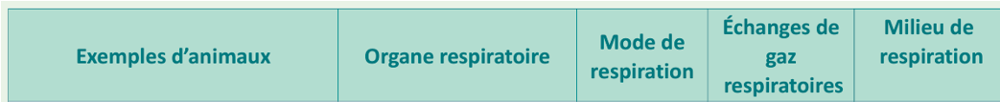 Exemples d'animaux
Organe respiratoire
Mode de
respiration
Échanges de
gaz
respiratoires
Milieu de
respiration